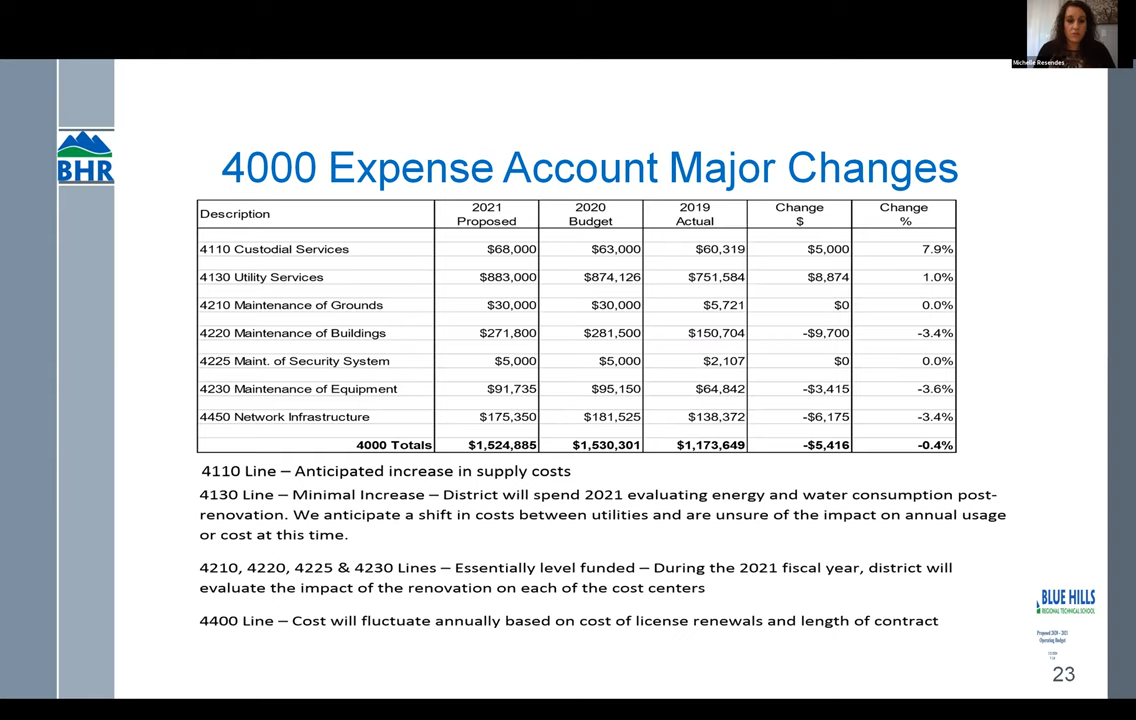 Michelle Resendes
BHR
4000 Expense Account Major Changes
Description 2021 Proposed 2020 Budget 2019 Actual Change $ Change %
4110 Custodial Services $68,000 $63,000 $60,319 $5,000 7.9%
4130 Utility Services $883,000 $874,126 $751,584 $8,874 1.0%
4210 Maintenance of Grounds $30,000 $30,000 $5,721 $0 0.0%
4220 Maintenance of Buildings $271,800 $281,500 $150,704 -$9,700 -3.4%
4225 Maint. of Security System $5,000 $5,000 $2,107 $0 0.0%
4230 Maintenance of Equipment $91,735 $95,150 $64,842 -$3,415 -3.6%
4450 Network Infrastructure $175,350 $181,525 $138,372 -$6,175 -3.4%
4000 Totals $1,524,885 $1,530,301 $1,173,649 -$5,416 -0.4%
4110 Line – Anticipated increase in supply costs
4130 Line – Minimal Increase – District will spend 2021 evaluating energy and water consumption post-
renovation. We anticipate a shift in costs between utilities and are unsure of the impact on annual usage
or cost at this time.
4210, 4220, 4225 & 4230 Lines – Essentially level funded – During the 2021 fiscal year, district will
evaluate the impact of the renovation on each of the cost centers
4400 Line – Cost will fluctuate annually based on cost of license renewals and length of contract
BLUE HILLS
REGIONAL TECHNICAL SCHOOL
Proposed 2020 – 2021
Operating Budget
23